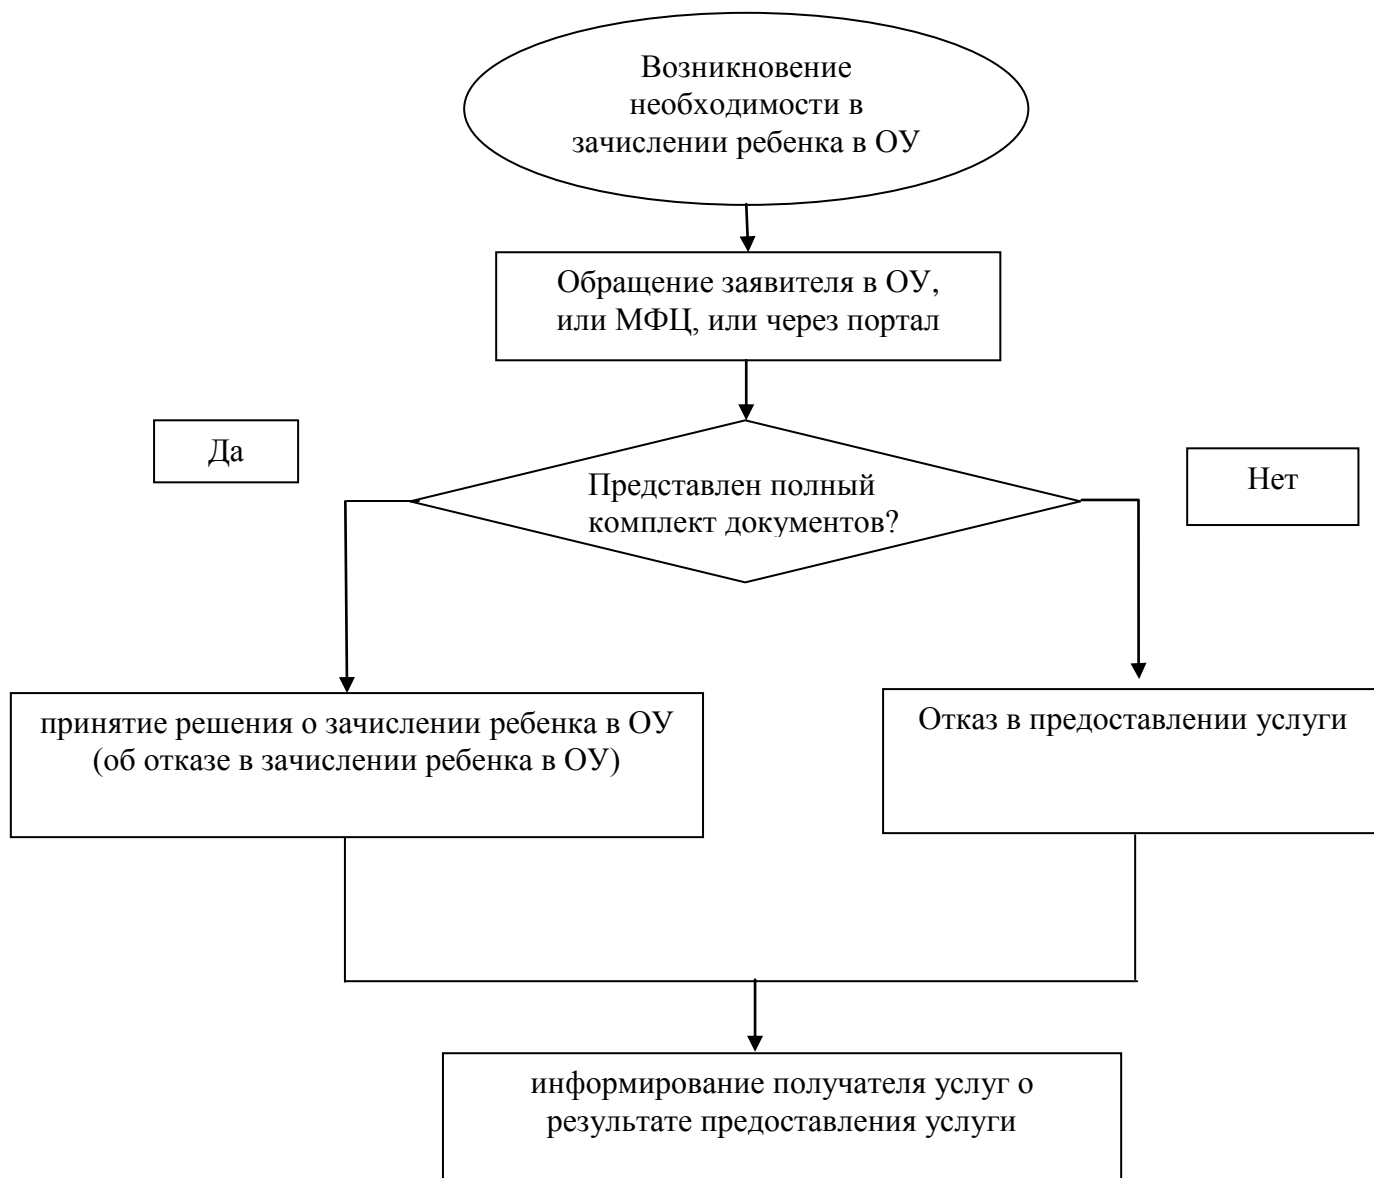 Возникновение
необходимости в
зачислении ребенка в ОУ
Обращение заявителя в ОУ,
или МФЦ, или через портал
Да
Представлен полный
комплект документов?
Нет
принятие решения о зачислении ребенка в ОУ
(об отказе в зачислении ребенка в ОУ)
Отказ в предоставлении услуги
информирование получателя услуг о
результате предоставления услуги